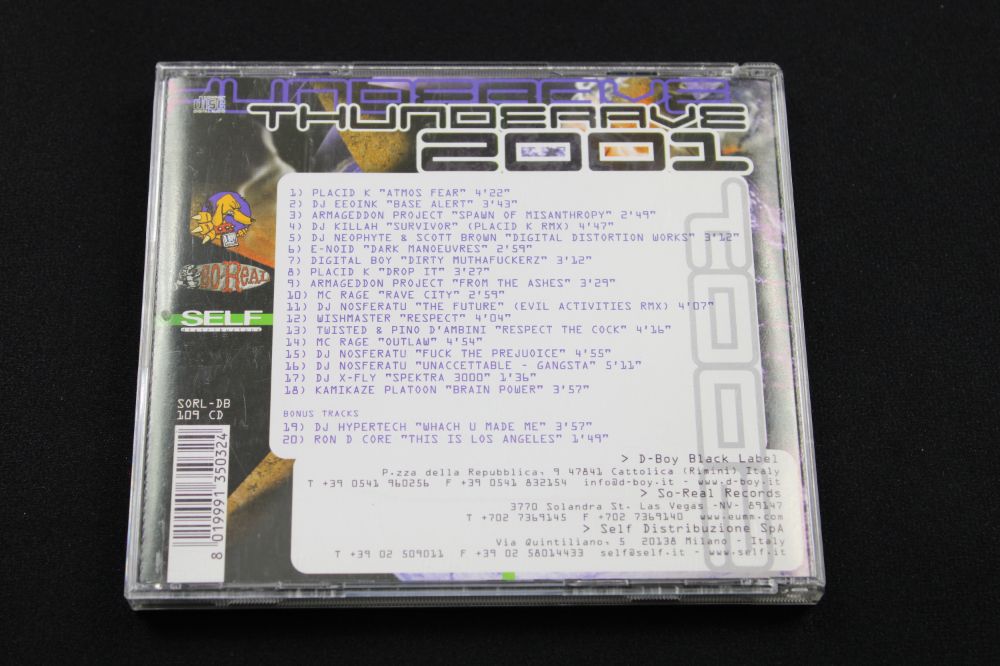 THUNDERAVE
THUNDERAVE
2001
disc
DIGITAL AUDIO
1) PLACID K "ATMOS FEAR" 4'22"
2) DJ EEOINK "BASE ALERT" 3'43"
3) ARMAGEDDON PROJECT "SPAWN OF MISANTHROPY" 2'49"
4) DJ KILLAH "SURVIVOR" (PLACID K RMX) 4'47"
5) DJ NEOPHYTE & SCOTT BROWN "DIGITAL DISTORTION WORKS" 3'12"
6) E-NOID "DARK MANOEUVRES" 2'59"
7) DIGITAL BOY "DIRTY MUTHAFUCKERZ" 3'12"
8) PLACID K "DROP IT" 3'27"
9) ARMAGEDDON PROJECT "FROM THE ASHES" 3'29"
10) MC RAGE "RAVE CITY" 2'59"
11) DJ NOSFERATU "THE FUTURE" (EVIL ACTIVITIES RMX) 4'07"
12) WISHMASTER "RESPECT" 4'04"
13) TWISTED & PINO D'AMBINI "RESPECT THE COCK" 4'16"
14) MC RAGE "OUTLAW" 4'54"
15) DJ NOSFERATU "FUCK THE PREJUOICE" 4'55"
16) DJ NOSFERATU "UNACCETTABLE - GANGSTA" 5'11"
17) DJ X-FLY "SPEKTRA 3000" 1'36"
18) KAMIKAZE PLATOON "BRAIN POWER" 3'57"
BONUS TRACKS
19) DJ HYPERTECH "WHACH U MADE ME" 3'57"
20) RON D CORE "THIS IS LOS ANGELES" 1'49"
SO-REAL
SELF
DISTRIBUZIONE
SORL-DB
109 CD
8 019991 350324
> D-Boy Black Label
P.zza della Repubblica, 9 47841 Cattolica (Rimini) Italy
T +39 0541 960256 F +39 0541 832154 info@d-boy.it - www.d-boy.it
> So-Real Records
3770 Solandra St. Las Vegas -NV- 89147
T +702 7369145 F +702 7369140 www.eumm.com
> Self Distribuzione SpA
Via Quintiliano, 5 20138 Milano - Italy
T +39 02 509011 F +39 02 58014433 self@self.it - www.self.it